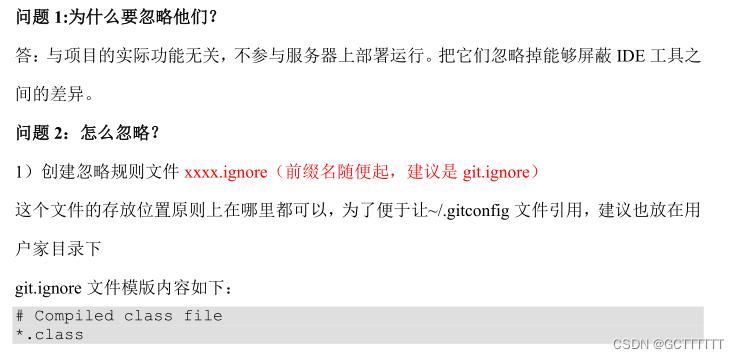 问题 1:为什么要忽略他们？
答：与项目的实际功能无关，不参与服务器上部署运行。把它们忽略掉能够屏蔽 IDE 工具之
间的差异。
问题 2：怎么忽略？
1）创建忽略规则文件 xxxx.ignore（前缀名随便起，建议是 git.ignore）
这个文件的存放位置原则上在哪里都可以，为了便于让~/.gitconfig 文件引用，建议也放在用
户家目录下
git.ignore 文件模版内容如下：
# Compiled class file
*.class
CSDN @GCTTTTTT